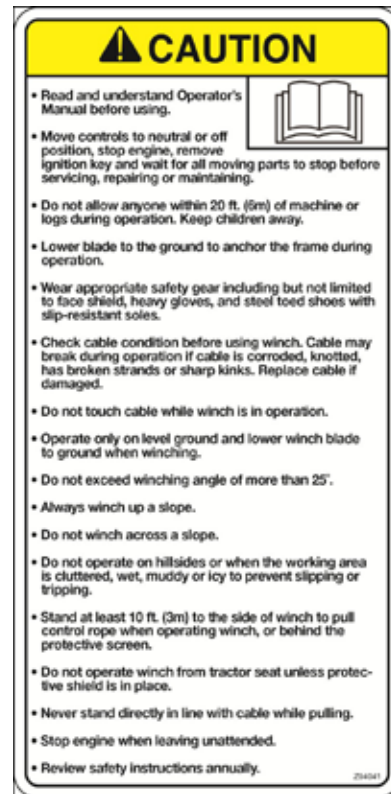 CAUTION
• Read and understand Operator's
Manual before using.
• Move controls to neutral or off
position, stop engine, remove
ignition key and wait for all moving parts to stop before
servicing, repairing or maintaining.
• Do not allow anyone within 20 ft. (6m) of machine or
logs during operation. Keep children away.
• Lower blade to the ground to anchor the frame during
operation.
• Wear appropriate safety gear including but not limited
to face shield, heavy gloves, and steel toed shoes with
slip-resistant soles.
• Check cable condition before using winch. Cable may
break during operation if cable is corroded, knotted,
has broken strands or sharp kinks. Replace cable if
damaged.
• Do not touch cable while winch is in operation.
• Operate only on level ground and lower winch blade
to ground when winching.
• Do not exceed winching angle of more than 25°.
• Always winch up a slope.
• Do not winch across a slope.
• Do not operate on hillsides or when the working area
is cluttered, wet, muddy or icy to prevent slipping or
tripping.
• Stand at least 10 ft. (3m) to the side of winch to pull
control rope when operating winch, or behind the
protective screen.
• Do not operate winch from tractor seat unless protec-
tive shield is in place.
• Never stand directly in line with cable while pulling.
• Stop engine when leaving unattended.
• Review safety instructions annually.
Z94041